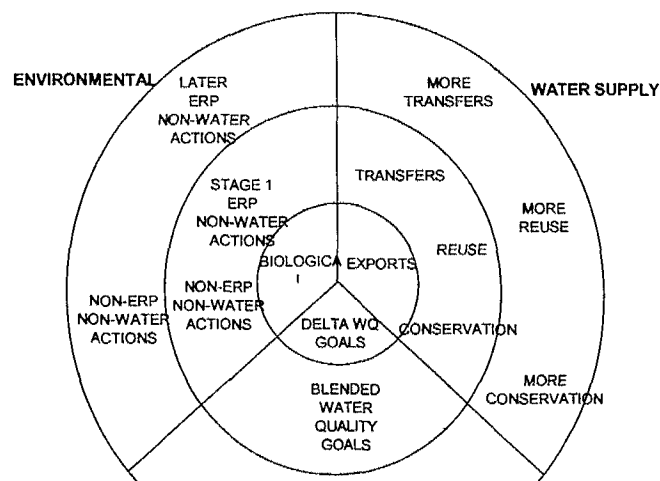 ENVIRONMENTAL
LATER
ERP
NON-WATER
ACTIONS
MORE
TRANSFERS
WATER SUPPLY
STAGE 1
ERP
NON-WATER
ACTIONS
TRANSFERS
MORE
REUSE
REUSE
BIOLOGICA
l
EXPORTS
NON-ERP
NON-WATER
ACTIONS
NON-ERP
NON-WATER
ACTIONS
DELTA WQ
GOALS
CONSERVATION
MORE
CONSERVATION
BLENDED
WATER
QUALITY
GOALS